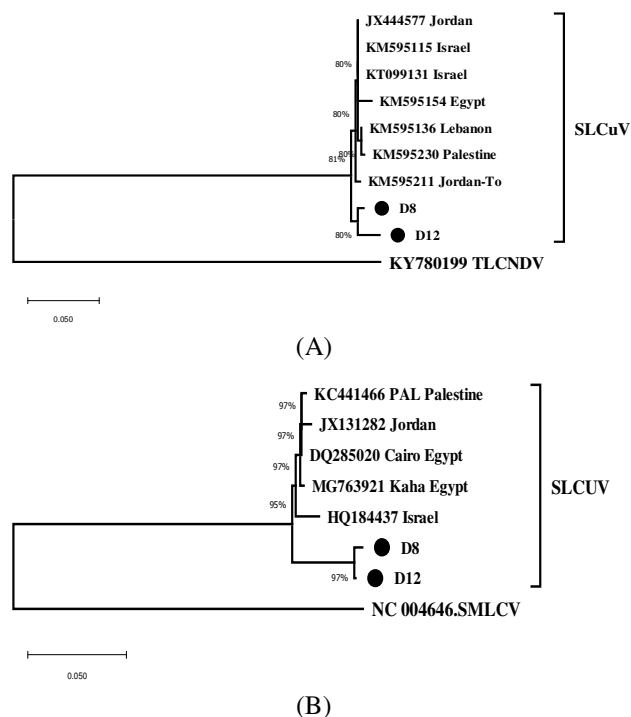 JX444577 Jordan
KM595115 Israel
80%
KT099131 Israel
KM595154 Egypt
80%
KM595136 Lebanon
SLCuV
80%
KM595230 Palestine
81%
KM595211 Jordan-To
D8
80%
D12
KY780199 TLCNDV
0.050
(A)
KC441466 PAL Palestine
97%
JX131282 Jordan
97%
DQ285020 Cairo Egypt
97%
MG763921 Kaha Egypt
SLCUV
95%
HQ184437 Israel
D8
97%
D12
NC 004646.SMLCV
0.050
(B)